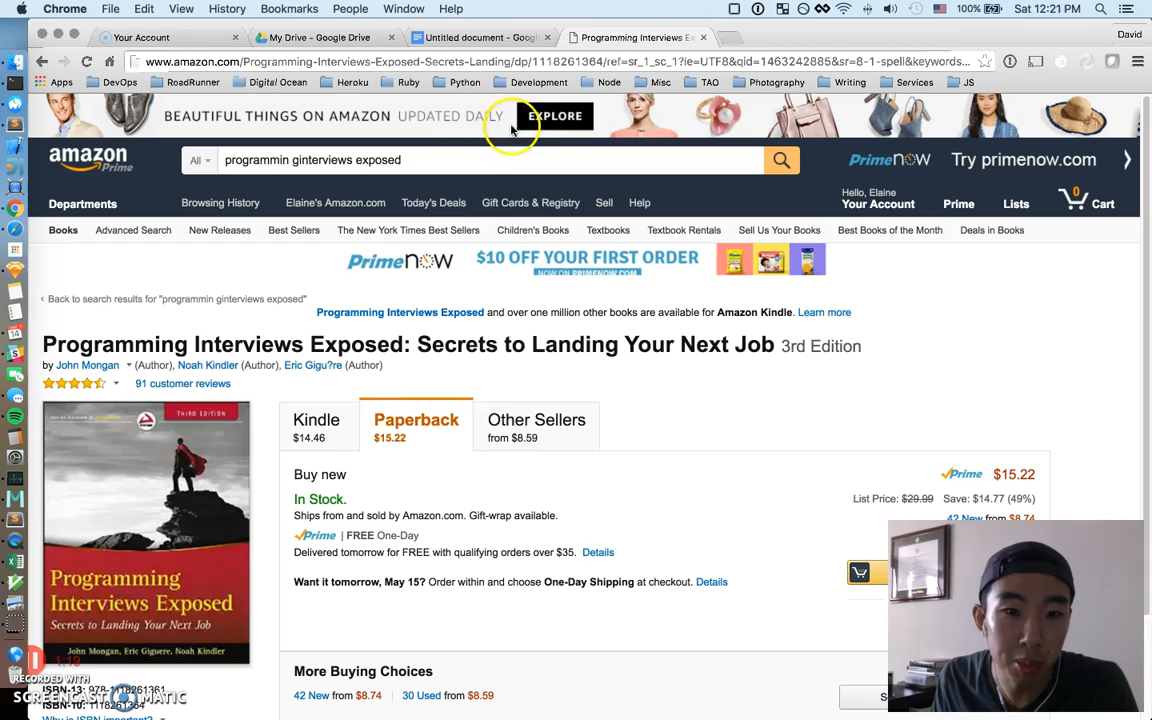 Chrome File Edit View History Bookmarks People Window Help 100% Sat 12:21 PM
Your Account My Drive - Google Drive Untitled document - Goog Programming Interviews Ex David
www.amazon.com/Programming-Interviews-Exposed-Secrets-Landing/dp/1118261364/ref=sr_1_sc_1?ie=UTF8&qid=1463242885&sr=8-1-spell&keywords...
Apps DevOps RoadRunner Digital Ocean Heroku Ruby Python Development Node Misc TAO Photography Writing Services JS
BEAUTIFUL THINGS ON AMAZON UPDATED DAILY EXPLORE
amazon Prime All programmin ginterviews exposed Prime NOW Try primenow.com
Departments Browsing History Elaine's Amazon.com Today's Deals Gift Cards & Registry Sell Help Hello, Elaine Your Account Prime Lists 0 Cart
Books Advanced Search New Releases Best Sellers The New York Times Best Sellers Children's Books Textbooks Textbook Rentals Sell Us Your Books Best Books of the Month Deals in Books
Prime NOW $10 OFF YOUR FIRST ORDER
NOW ON PRIMENOW.COM
‹ Back to search results for "programmin ginterviews exposed"
Programming Interviews Exposed and over one million other books are available for Amazon Kindle. Learn more
Programming Interviews Exposed: Secrets to Landing Your Next Job 3rd Edition
by John Mongan (Author), Noah Kindler (Author), Eric Gigu?re (Author)
91 customer reviews
THIRD EDITION
Programming
Interviews Exposed
Secrets to Landing Your Next Job
John Mongan, Eric Giguere, Noah Kindler
Kindle Paperback Other Sellers
$14.46 $15.22 from $8.59
Buy new Prime $15.22
In Stock. List Price: $29.99 Save: $14.77 (49%)
Ships from and sold by Amazon.com. Gift-wrap available. 42 New from $8.74
Prime | FREE One-Day
Delivered tomorrow for FREE with qualifying orders over $35. Details
Want it tomorrow, May 15? Order within and choose One-Day Shipping at checkout. Details
More Buying Choices
42 New from $8.74 30 Used from $8.59
1:19
RECORDED WITH
SCREENCAST MATIC
ISBN-13: 978-1118261361
ISBN-10: 1118261364
Why is ISBN important?